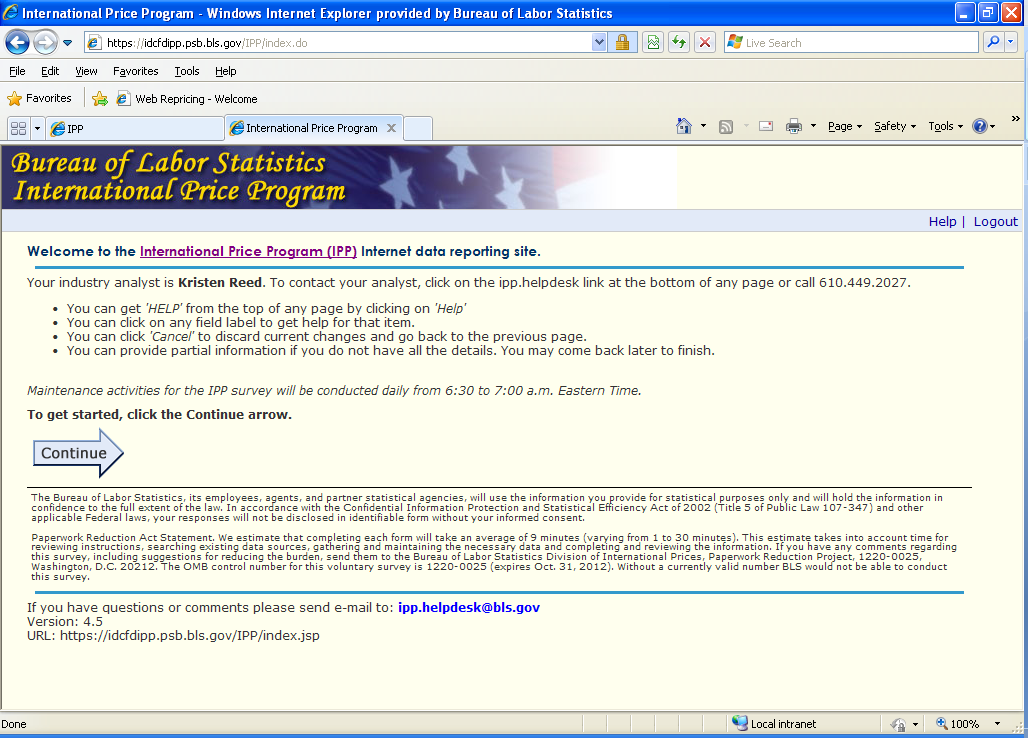 International Price Program - Windows Internet Explorer provided by Bureau of Labor Statistics
https://idcfdipp.psb.bls.gov/IPP/index.do
Live Search
File Edit View Favorites Tools Help
Favorites Web Repricing - Welcome
IPP International Price Program Page Safety Tools »
Bureau of Labor Statistics
International Price Program
Help | Logout
Welcome to the International Price Program (IPP) Internet data reporting site.
Your industry analyst is Kristen Reed. To contact your analyst, click on the ipp.helpdesk link at the bottom of any page or call 610.449.2027.
• You can get 'HELP' from the top of any page by clicking on 'Help'
• You can click on any field label to get help for that item.
• You can click 'Cancel' to discard current changes and go back to the previous page.
• You can provide partial information if you do not have all the details. You may come back later to finish.
Maintenance activities for the IPP survey will be conducted daily from 6:30 to 7:00 a.m. Eastern Time.
To get started, click the Continue arrow.
Continue
The Bureau of Labor Statistics, its employees, agents, and partner statistical agencies, will use the information you provide for statistical purposes only and will hold the information in
confidence to the full extent of the law. In accordance with the Confidential Information Protection and Statistical Efficiency Act of 2002 (Title 5 of Public Law 107-347) and other
applicable Federal laws, your responses will not be disclosed in identifiable form without your informed consent.
Paperwork Reduction Act Statement. We estimate that completing each form will take an average of 9 minutes (varying from 1 to 30 minutes). This estimate takes into account time for
reviewing instructions, searching existing data sources, gathering and maintaining the necessary data and completing and reviewing the information. If you have any comments regarding
this survey, including suggestions for reducing the burden, send them to the Bureau of Labor Statistics Division of International Prices, Paperwork Reduction Project, 1220-0025,
Washington, D.C. 20212. The OMB control number for this voluntary survey is 1220-0025 (expires Oct. 31, 2012). Without a currently valid number BLS would not be able to conduct
this survey.
If you have questions or comments please send e-mail to: ipp.helpdesk@bls.gov
Version: 4.5
URL: https://idcfdipp.psb.bls.gov/IPP/index.jsp
Done Local intranet 100%